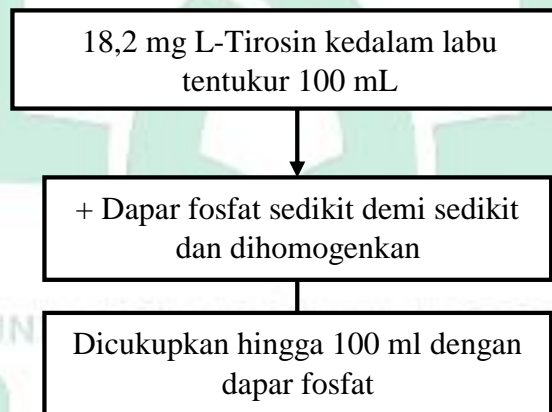 18,2 mg L-Tirosin kedalam labu
tentukur 100 mL
+ Dapar fosfat sedikit demi sedikit
dan dihomogenkan
UN
Dicukupkan hingga 100 ml dengan
dapar fosfat